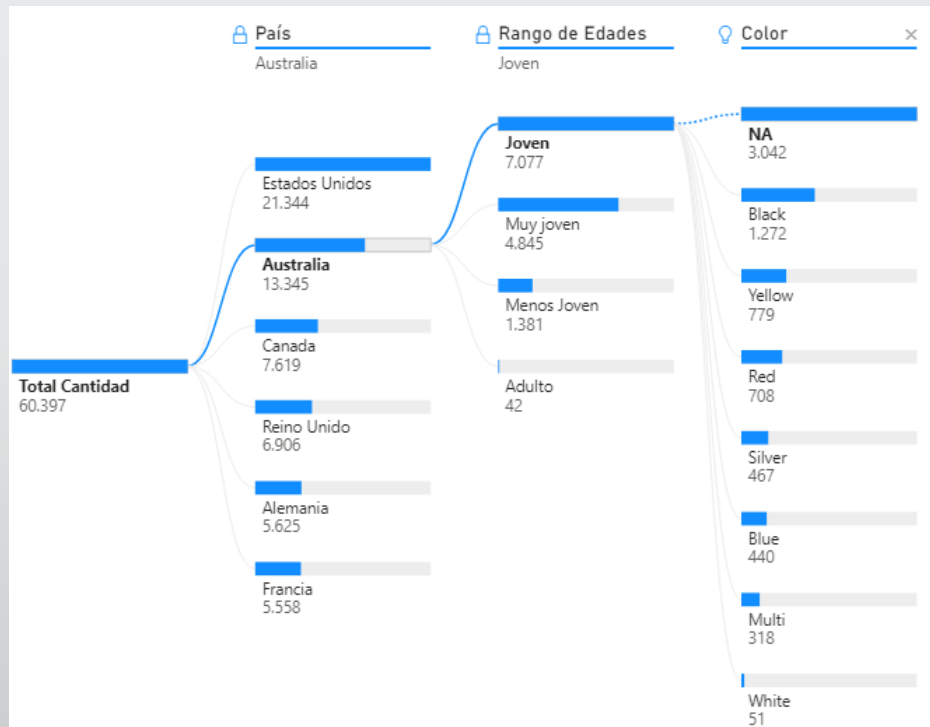 País
Australia
Rango de Edades
Joven
Color
Total Cantidad
60.397
Estados Unidos
21.344
Australia
13.345
Canada
7.619
Reino Unido
6.906
Alemania
5.625
Francia
5.558
Joven
7.077
Muy joven
4.845
Menos Joven
1.381
Adulto
42
NA
3.042
Black
1.272
Yellow
779
Red
708
Silver
467
Blue
440
Multi
318
White
51